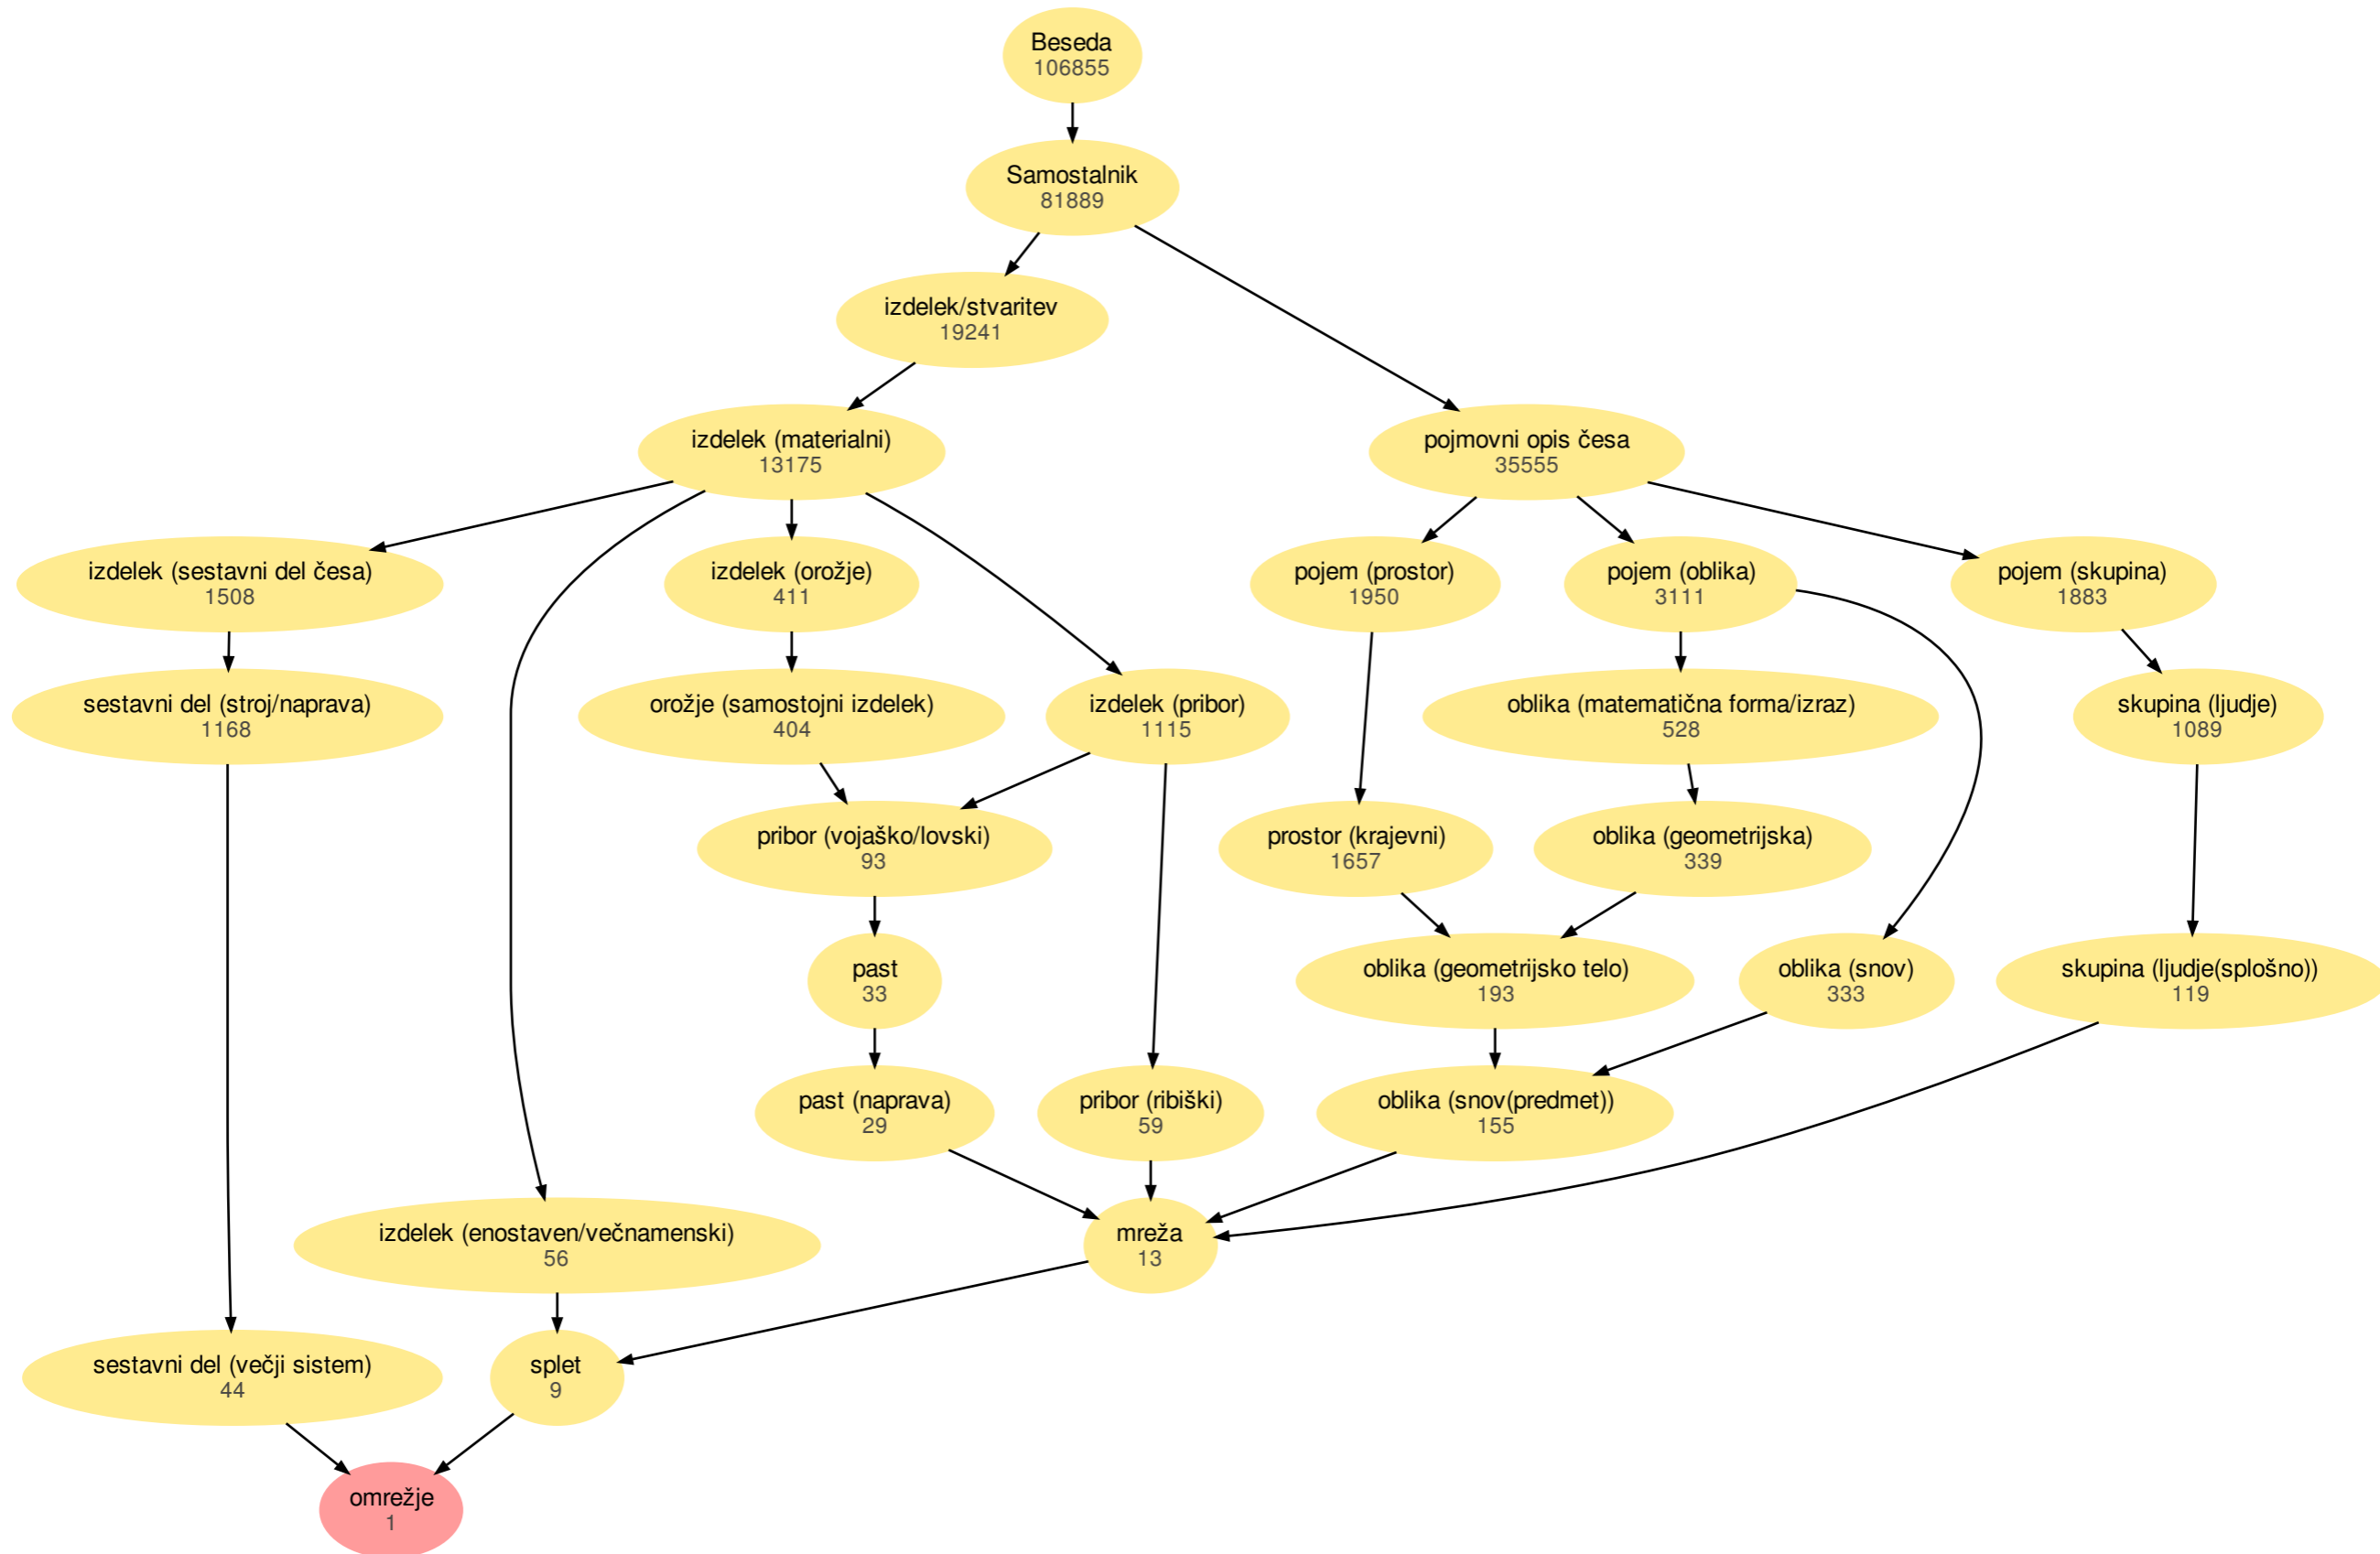 Beseda
106855
Samostalnik
81889
izdelek/stvaritev
19241
izdelek (materialni)
13175
pojmovni opis česa
35555
izdelek (sestavni del česa)
1508
izdelek (orožje)
411
pojem (prostor)
1950
pojem (oblika)
3111
pojem (skupina)
1883
sestavni del (stroj/naprava)
1168
orožje (samostojni izdelek)
404
izdelek (pribor)
1115
oblika (matematična forma/izraz)
528
skupina (ljudje)
1089
pribor (vojaško/lovski)
93
prostor (krajevni)
1657
oblika (geometrijska)
339
past
33
oblika (geometrijsko telo)
193
oblika (snov)
333
skupina (ljudje(splošno))
119
past (naprava)
29
pribor (ribiški)
59
oblika (snov(predmet))
155
izdelek (enostaven/večnamenski)
56
mreža
13
sestavni del (večji sistem)
44
splet
9
omrežje
1